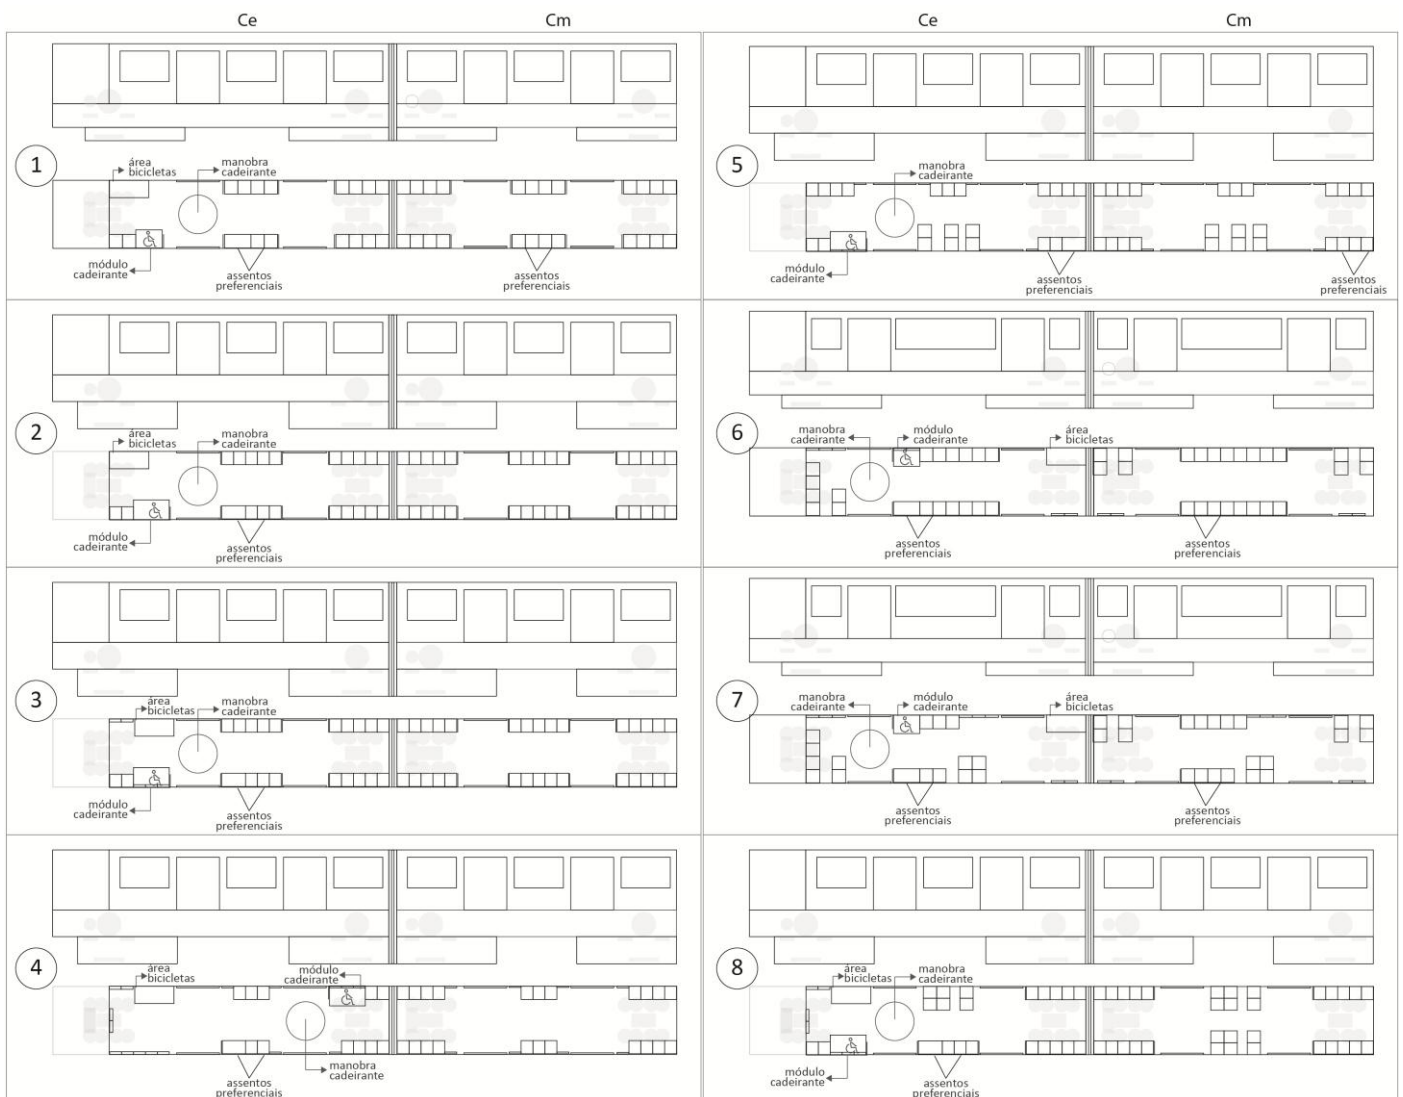 Ce
Cm
Ce
Cm
1
área
bicicletas
manobra
cadeirante
módulo
cadeirante
assentos
preferenciais
assentos
preferenciais
2
área
bicicletas
manobra
cadeirante
módulo
cadeirante
assentos
preferenciais
3
área
bicicletas
manobra
cadeirante
módulo
cadeirante
assentos
preferenciais
4
área
bicicletas
módulo
cadeirante
manobra
cadeirante
assentos
preferenciais
5
manobra
cadeirante
módulo
cadeirante
assentos
preferenciais
assentos
preferenciais
6
manobra
cadeirante
módulo
cadeirante
área
bicicletas
assentos
preferenciais
assentos
preferenciais
7
manobra
cadeirante
módulo
cadeirante
área
bicicletas
assentos
preferenciais
assentos
preferenciais
8
área
bicicletas
manobra
cadeirante
módulo
cadeirante
assentos
preferenciais